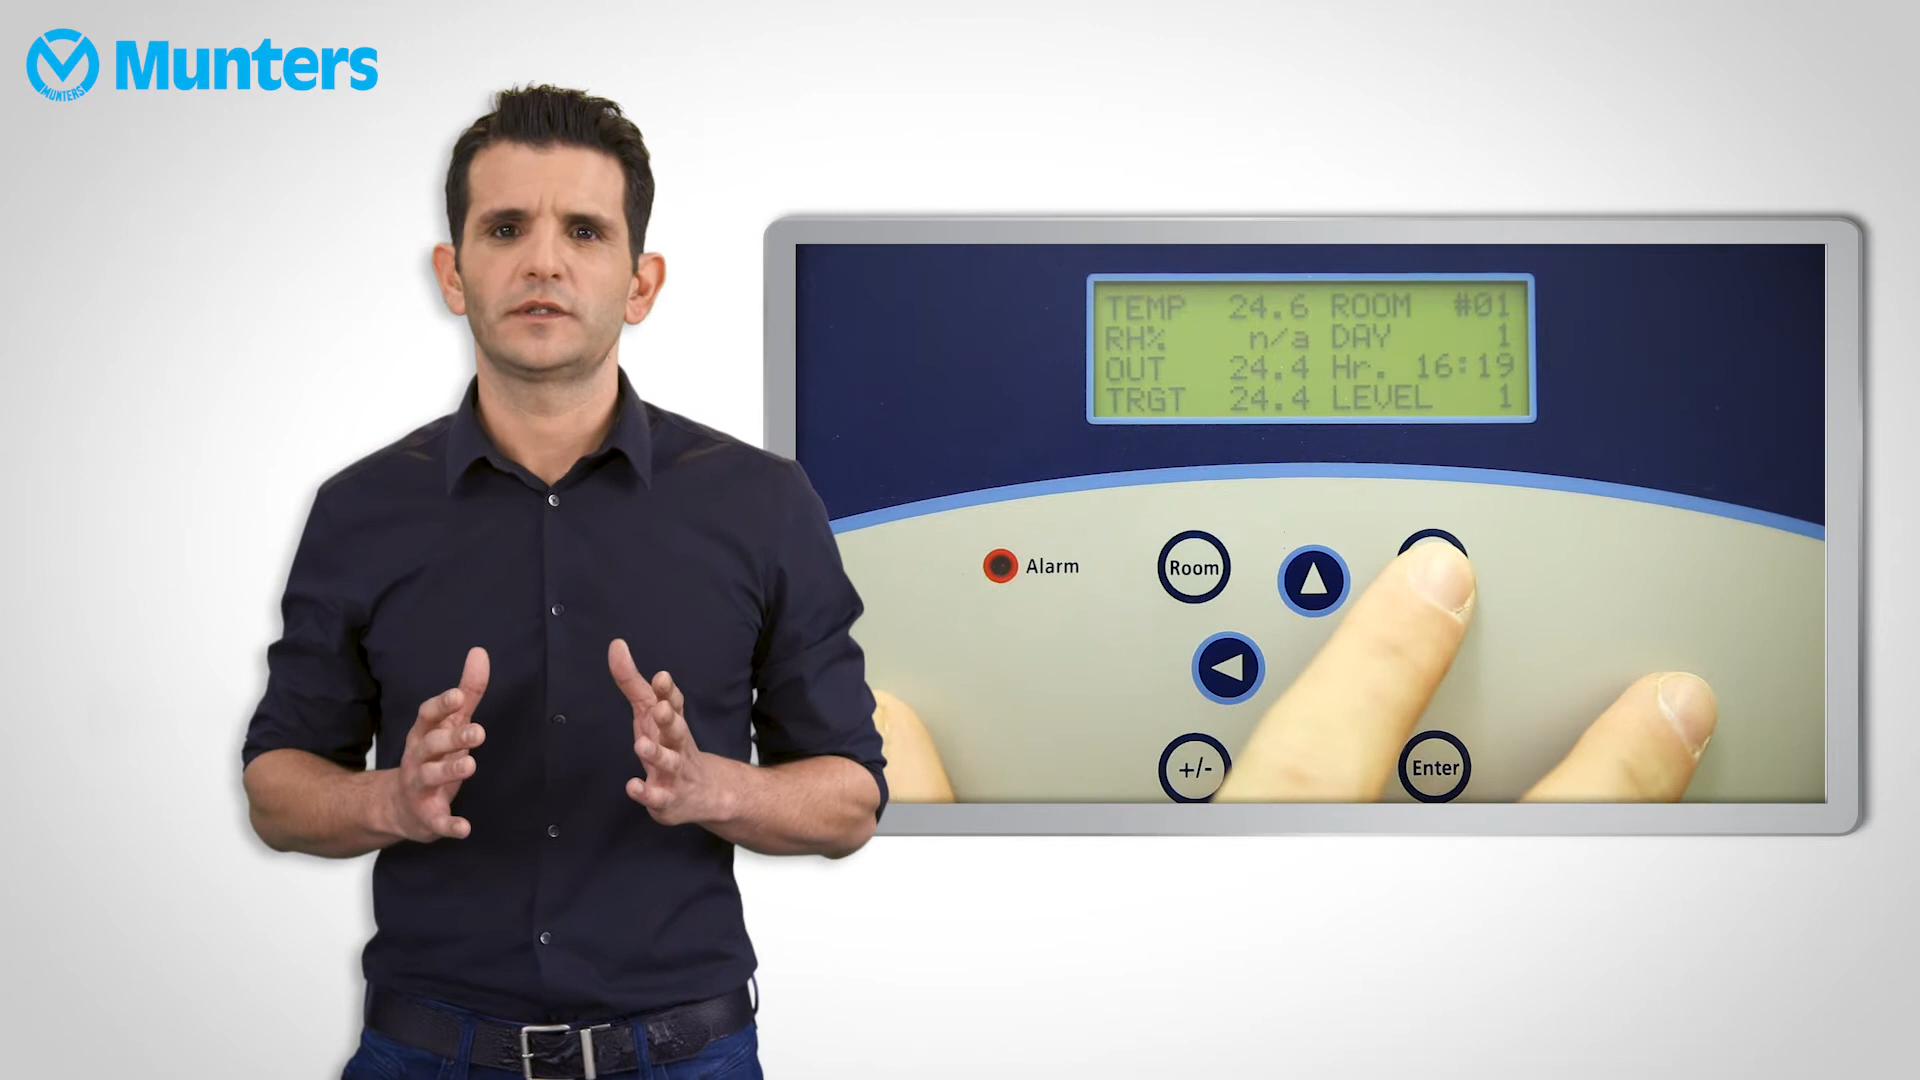 MUNTERS Munters
TEMP 24.6 ROOM #01
RH% n/a DAY 1
OUT 24.4 Hr. 16:19
TRGT 24.4 LEVEL 1
Alarm
Room
+/-
Enter